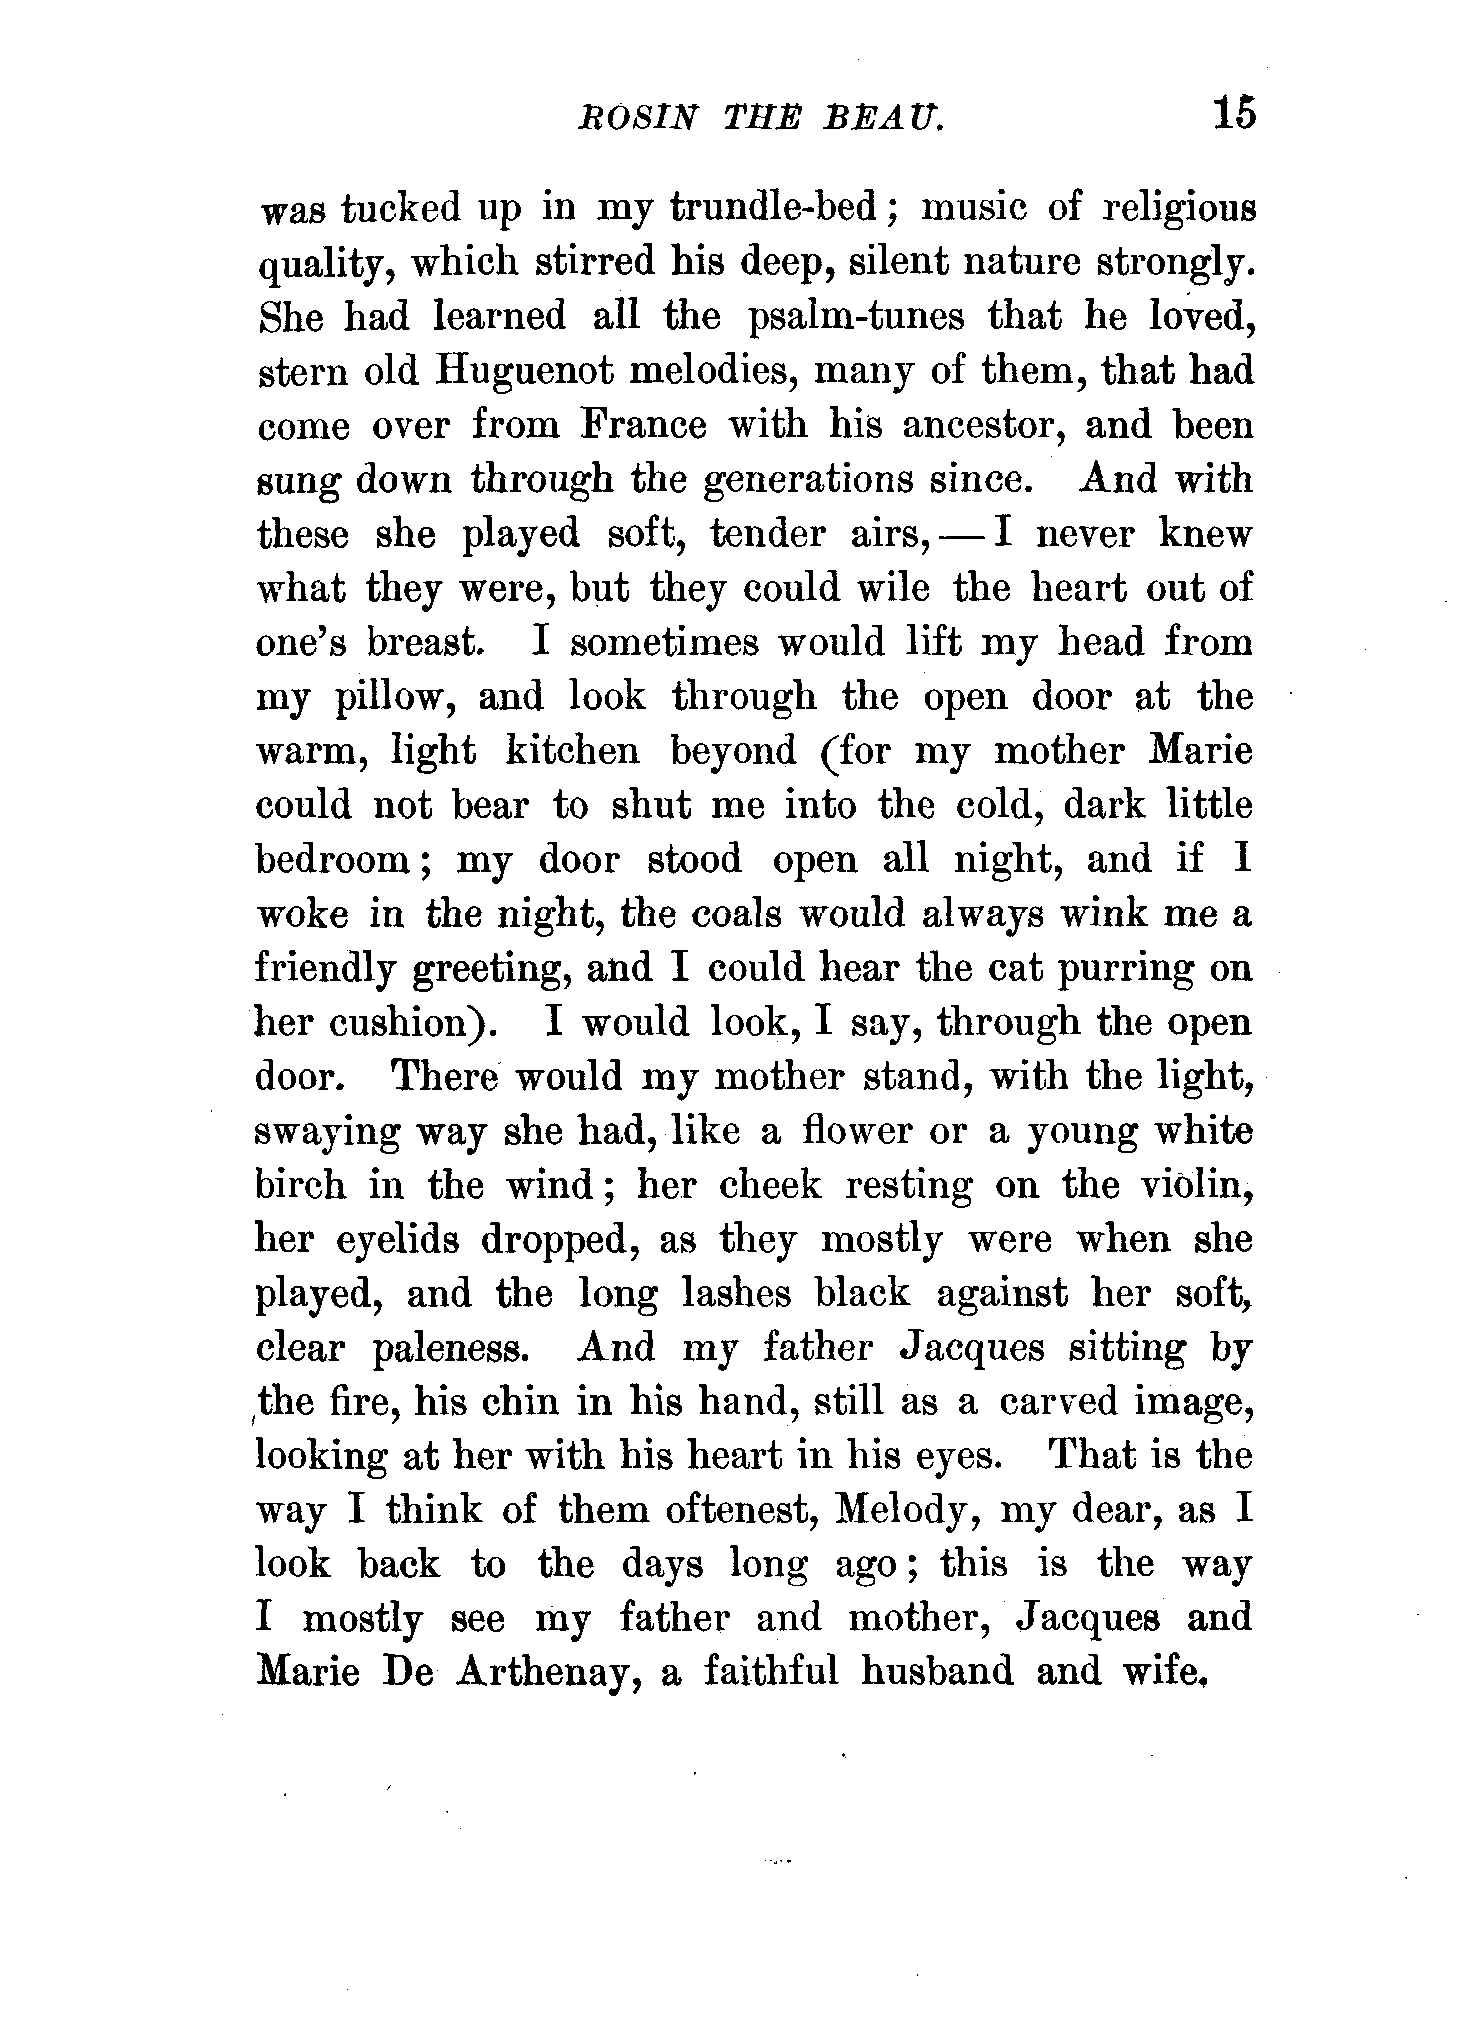 ROSIN THE BEAU. 15
was tucked up in my trundle-bed; music of religious
quality, which stirred his deep, silent nature strongly.
She had learned all the psalm-tunes that he loved,
stern old Huguenot melodies, many of them, that had
come over from France with his ancestor, and been
sung down through the generations since. And with
these she played soft, tender airs,—I never knew
what they were, but they could wile the heart out of
one's breast. I sometimes would lift my head from
my pillow, and look through the open door at the
warm, light kitchen beyond (for my mother Marie
could not bear to shut me into the cold, dark little
bedroom; my door stood open all night, and if I
woke in the night, the coals would always wink me a
friendly greeting, and I could hear the cat purring on
her cushion). I would look, I say, through the open
door. There would my mother stand, with the light,
swaying way she had, like a flower or a young white
birch in the wind; her cheek resting on the violin,
her eyelids dropped, as they mostly were when she
played, and the long lashes black against her soft,
clear paleness. And my father Jacques sitting by
the fire, his chin in his hand, still as a carved image,
looking at her with his heart in his eyes. That is the
way I think of them oftenest, Melody, my dear, as I
look back to the days long ago; this is the way
I mostly see my father and mother, Jacques and
Marie De Arthenay, a faithful husband and wife.